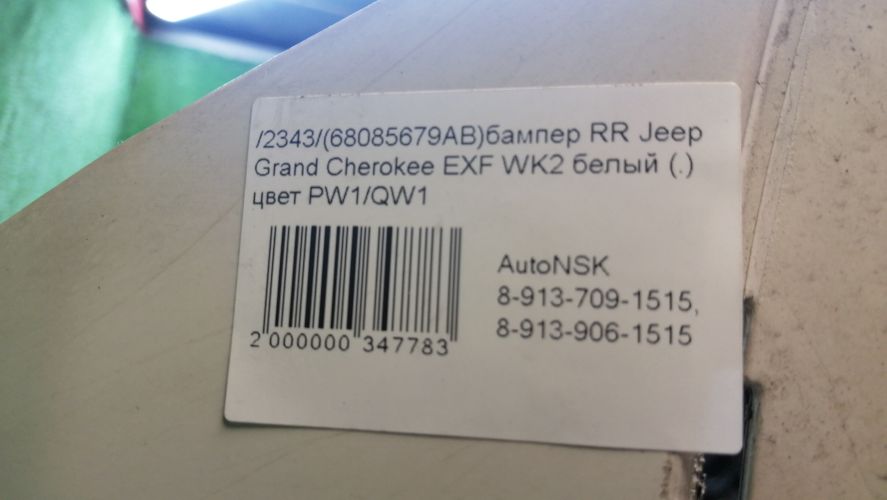 /2343/(68085679AB)бампер RR Jeep
Grand Cherokee EXF WK2 белый (.)
цвет PW1/QW1
AutoNSK
8-913-709-1515,
8-913-906-1515
2 000000 347783